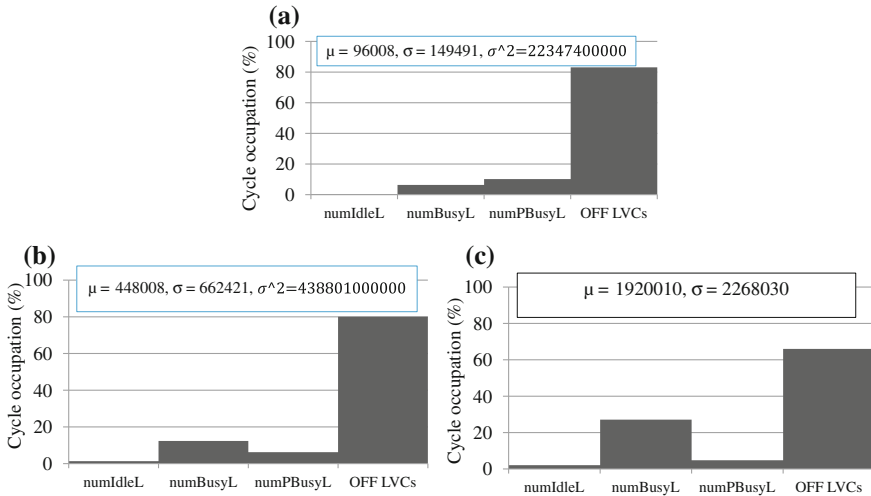 (a)
μ = 96008, σ = 149491, σ^2=22347400000
Cycle occupation (%)
100
80
60
40
20
0
numIdleL numBusyL numPBusyL OFF LVCs
(b)
μ = 448008, σ = 662421, σ^2=438801000000
Cycle occupation (%)
100
80
60
40
20
0
numIdleL numBusyL numPBusyL OFF LVCs
(c)
μ = 1920010, σ = 2268030
Cycle occupation (%)
100
80
60
40
20
0
numIdleL numBusyL numPBusyL OFF LVCs